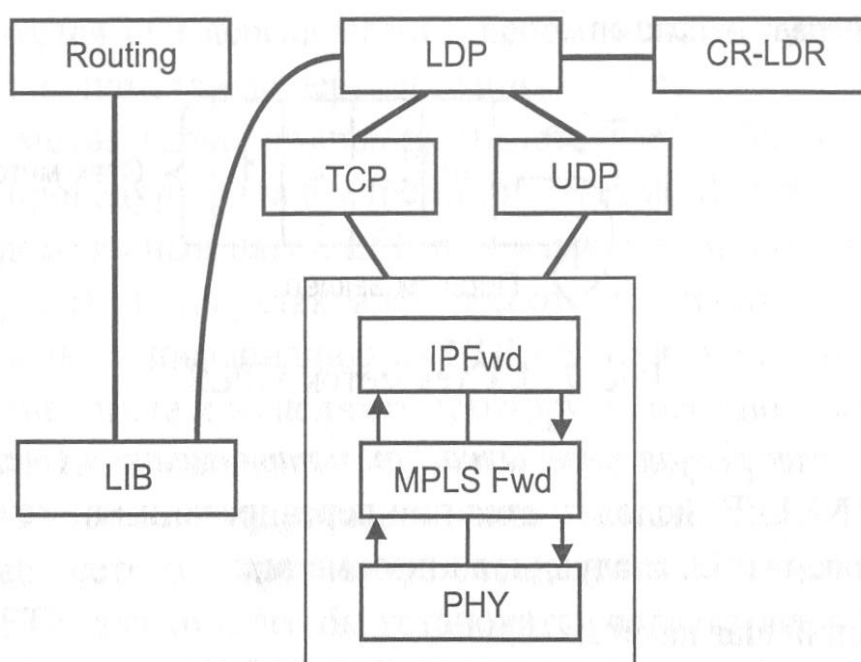 Routing
LDP
CR-LDR
TCP
UDP
IPFwd
LIB
MPLS Fwd
PHY